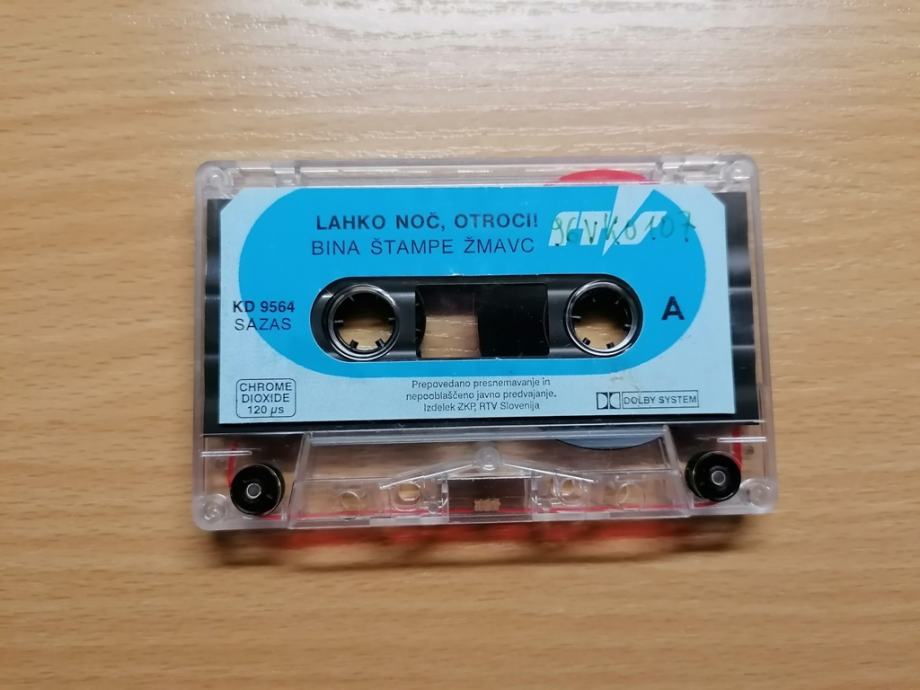 LAHKO NOČ, OTROCI!
BINA ŠTAMPE ŽMAVC
RTV
KD 9564
SAZAS
A
CHROME
DIOXIDE
120 µs
Prepovedano presnemavanje in
nepooblaščeno javno predvajanje.
Izdelek ZKP, RTV Slovenija
DOLBY SYSTEM